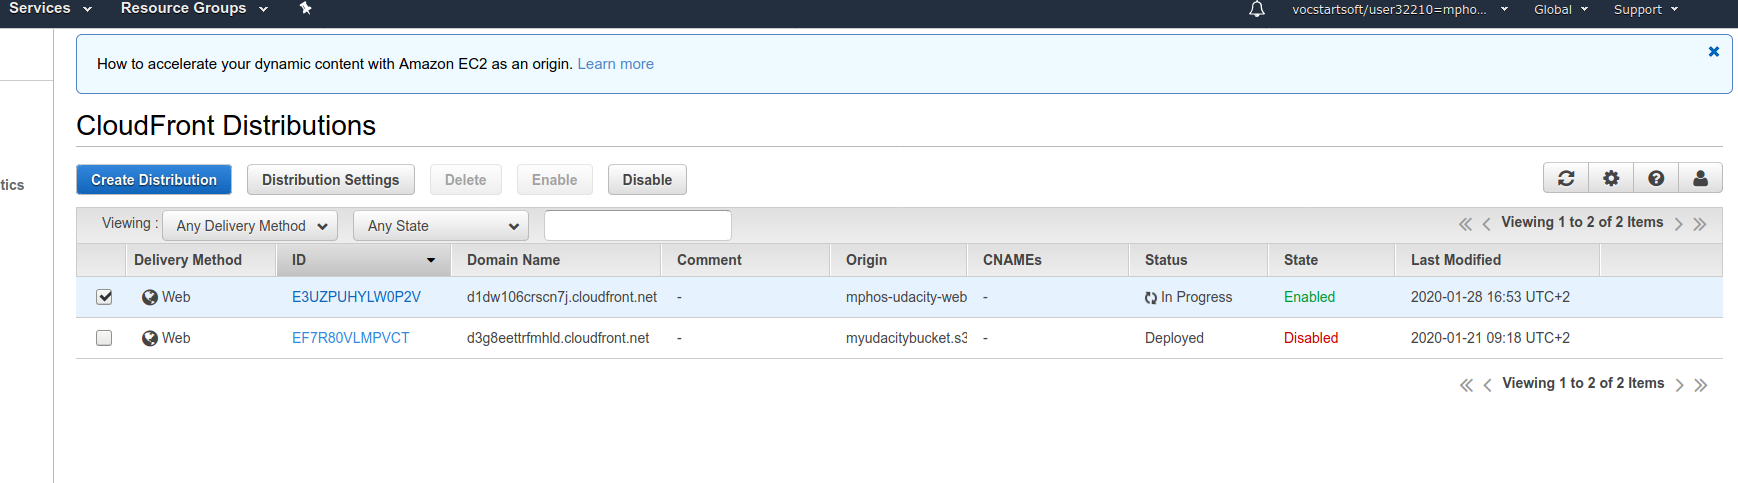 Services Resource Groups vocstartsoft/user32210=mpho... Global Support
How to accelerate your dynamic content with Amazon EC2 as an origin. Learn more
CloudFront Distributions
tics
Create Distribution Distribution Settings Delete Enable Disable
Viewing : Any Delivery Method Any State Viewing 1 to 2 of 2 Items
Delivery Method ID Domain Name Comment Origin CNAMEs Status State Last Modified
Web E3UZPUHYLW0P2V d1dw106crscn7j.cloudfront.net - mphos-udacity-web - In Progress Enabled 2020-01-28 16:53 UTC+2
Web EF7R80VLMPVCT d3g8eettrfmhld.cloudfront.net - myudacitybucket.s3 - Deployed Disabled 2020-01-21 09:18 UTC+2
Viewing 1 to 2 of 2 Items